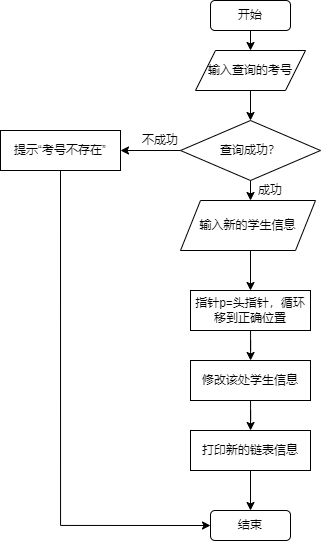 开始
输入查询的考号
查询成功?
不成功
提示“考号不存在”
成功
输入新的学生信息
指针p=头指针，循环
移到正确位置
修改该处学生信息
打印新的链表信息
结束